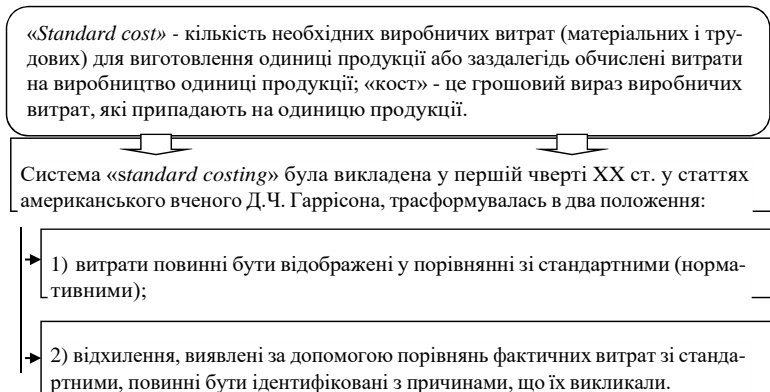 «Standard cost» - кількість необхідних виробничих витрат (матеріальних і тру-
дових) для виготовлення одиниці продукції або заздалегідь обчислені витрати
на виробництво одиниці продукції; «кост» - це грошовий вираз виробничих
витрат, які припадають на одиницю продукції.
Система «standard costing» була викладена у першій чверті XX ст. у статтях
американського вченого Д.Ч. Гаррісона, трасформувалась в два положення:
1) витрати повинні бути відображені у порівнянні зі стандартними (норма-
тивними);
2) відхилення, виявлені за допомогою порівнянь фактичних витрат зі станда-
ртними, повинні бути ідентифіковані з причинами, що їх викликали.